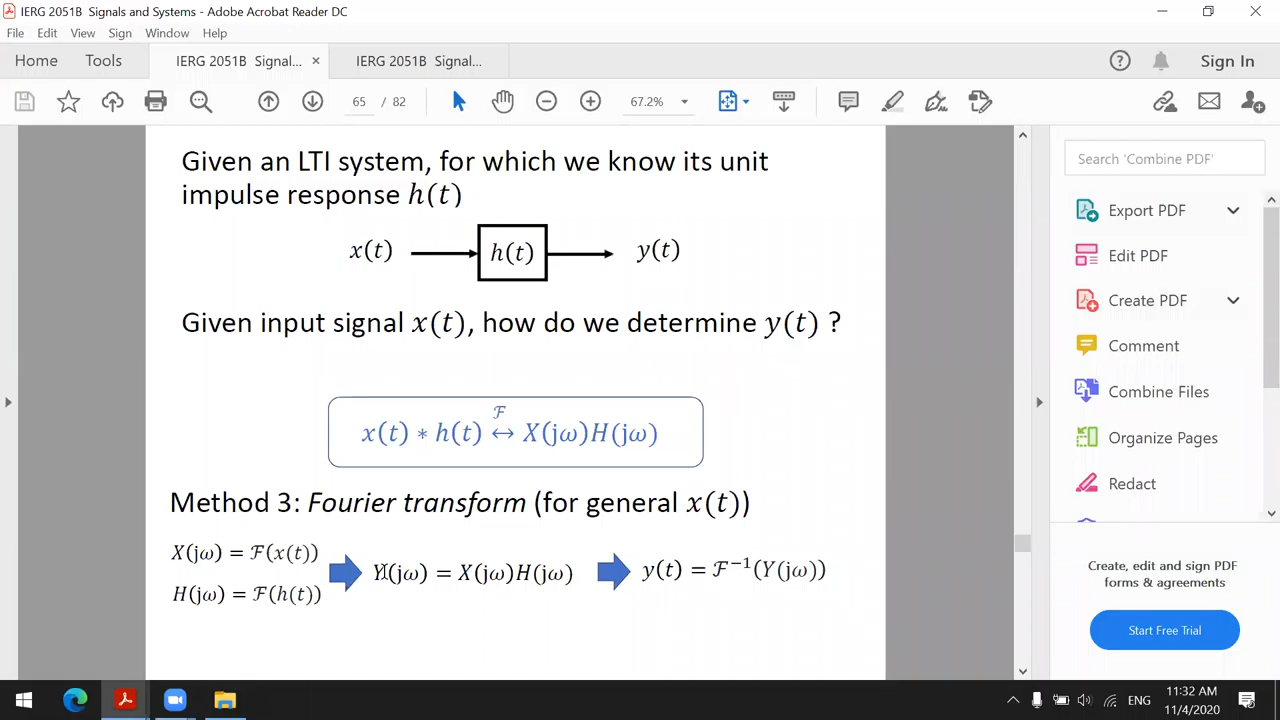 IERG 2051B Signals and Systems - Adobe Acrobat Reader DC
File Edit View Sign Window Help
Home Tools IERG 2051B Signal... × IERG 2051B Signal... Sign In
65 / 82 67.2%
Given an LTI system, for which we know its unit
impulse response h(t)
x(t) h(t) y(t)
Given input signal x(t), how do we determine y(t) ?
ℱ
x(t) ∗ h(t) ↔ X(jω)H(jω)
Method 3: Fourier transform (for general x(t))
X(jω) = ℱ(x(t))
H(jω) = ℱ(h(t))
Y(jω) = X(jω)H(jω)
y(t) = ℱ⁻¹(Y(jω))
Search 'Combine PDF'
Export PDF
Edit PDF
Create PDF
Comment
Combine Files
Organize Pages
Redact
Create, edit and sign PDF
forms & agreements
Start Free Trial
ENG
11:32 AM
11/4/2020